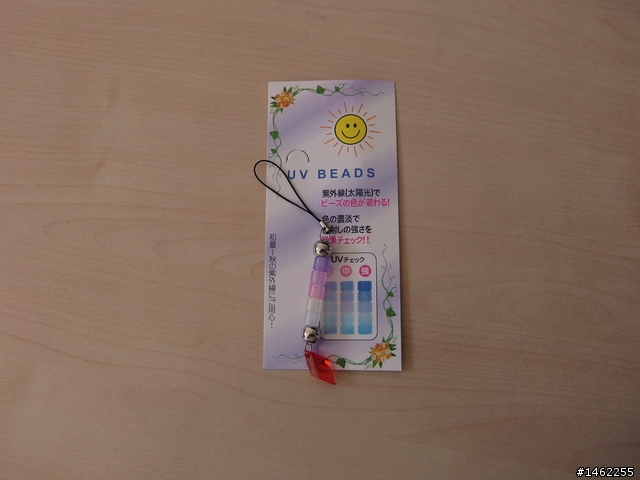 UV BEADS
紫外線(太陽光)で
ビーズの色が変わる!
色の濃淡で
射しの強さを
チェック!!
UVチェック
中 強
初夏〜秋の紫外線にご用心!
#1462255